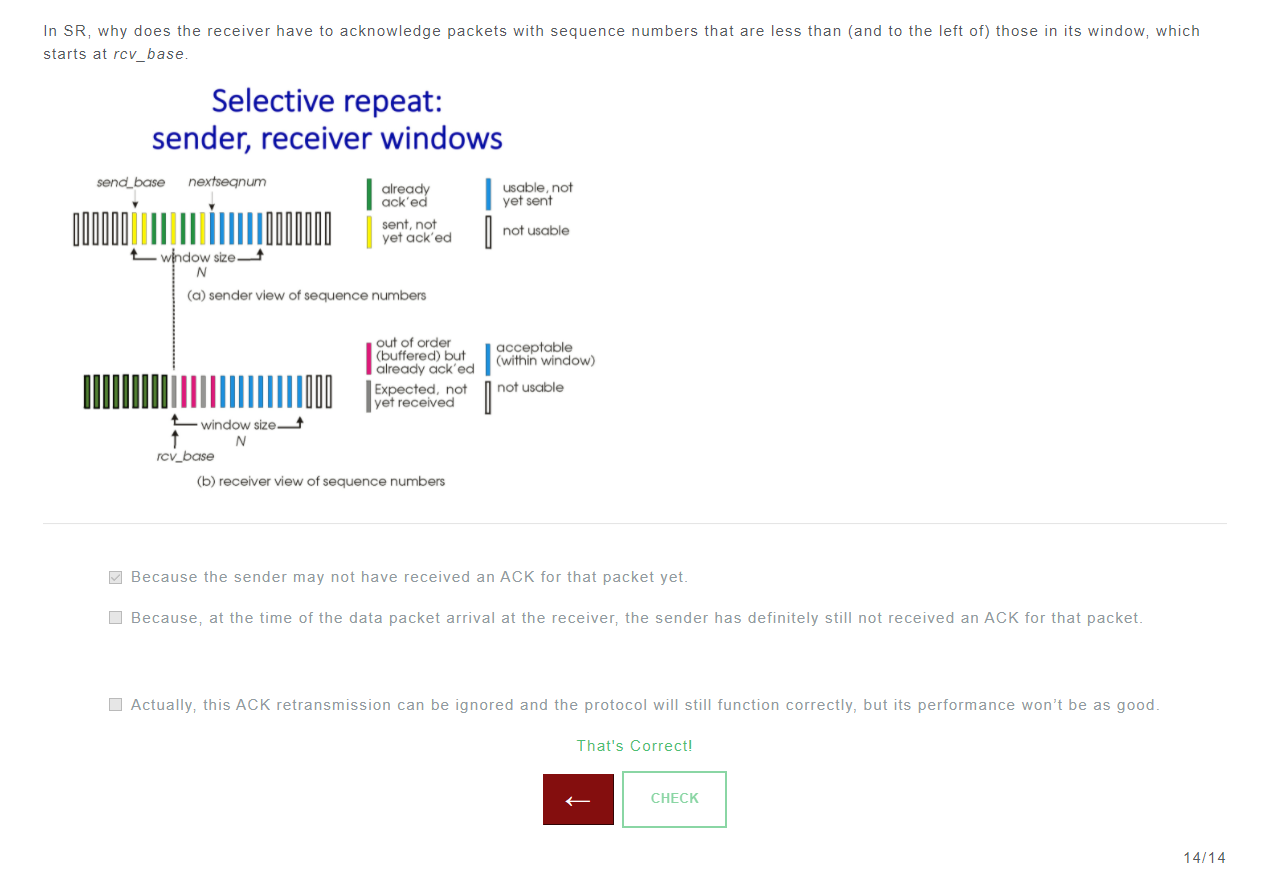 In SR, why does the receiver have to acknowledge packets with sequence numbers that are less than (and to the left of) those in its window, which
starts at rcv_base.
Selective repeat:
sender, receiver windows
send_base nextseqnum
already
ack'ed
usable, not
yet sent
sent, not
yet ack'ed
not usable
window size
N
(a) sender view of sequence numbers
out of order
(buffered) but
already ack'ed
acceptable
(within window)
Expected, not
yet received
not usable
window size
N
rcv_base
(b) receiver view of sequence numbers
Because the sender may not have received an ACK for that packet yet.
Because, at the time of the data packet arrival at the receiver, the sender has definitely still not received an ACK for that packet.
Actually, this ACK retransmission can be ignored and the protocol will still function correctly, but its performance won’t be as good.
That's Correct!
← CHECK
14/14